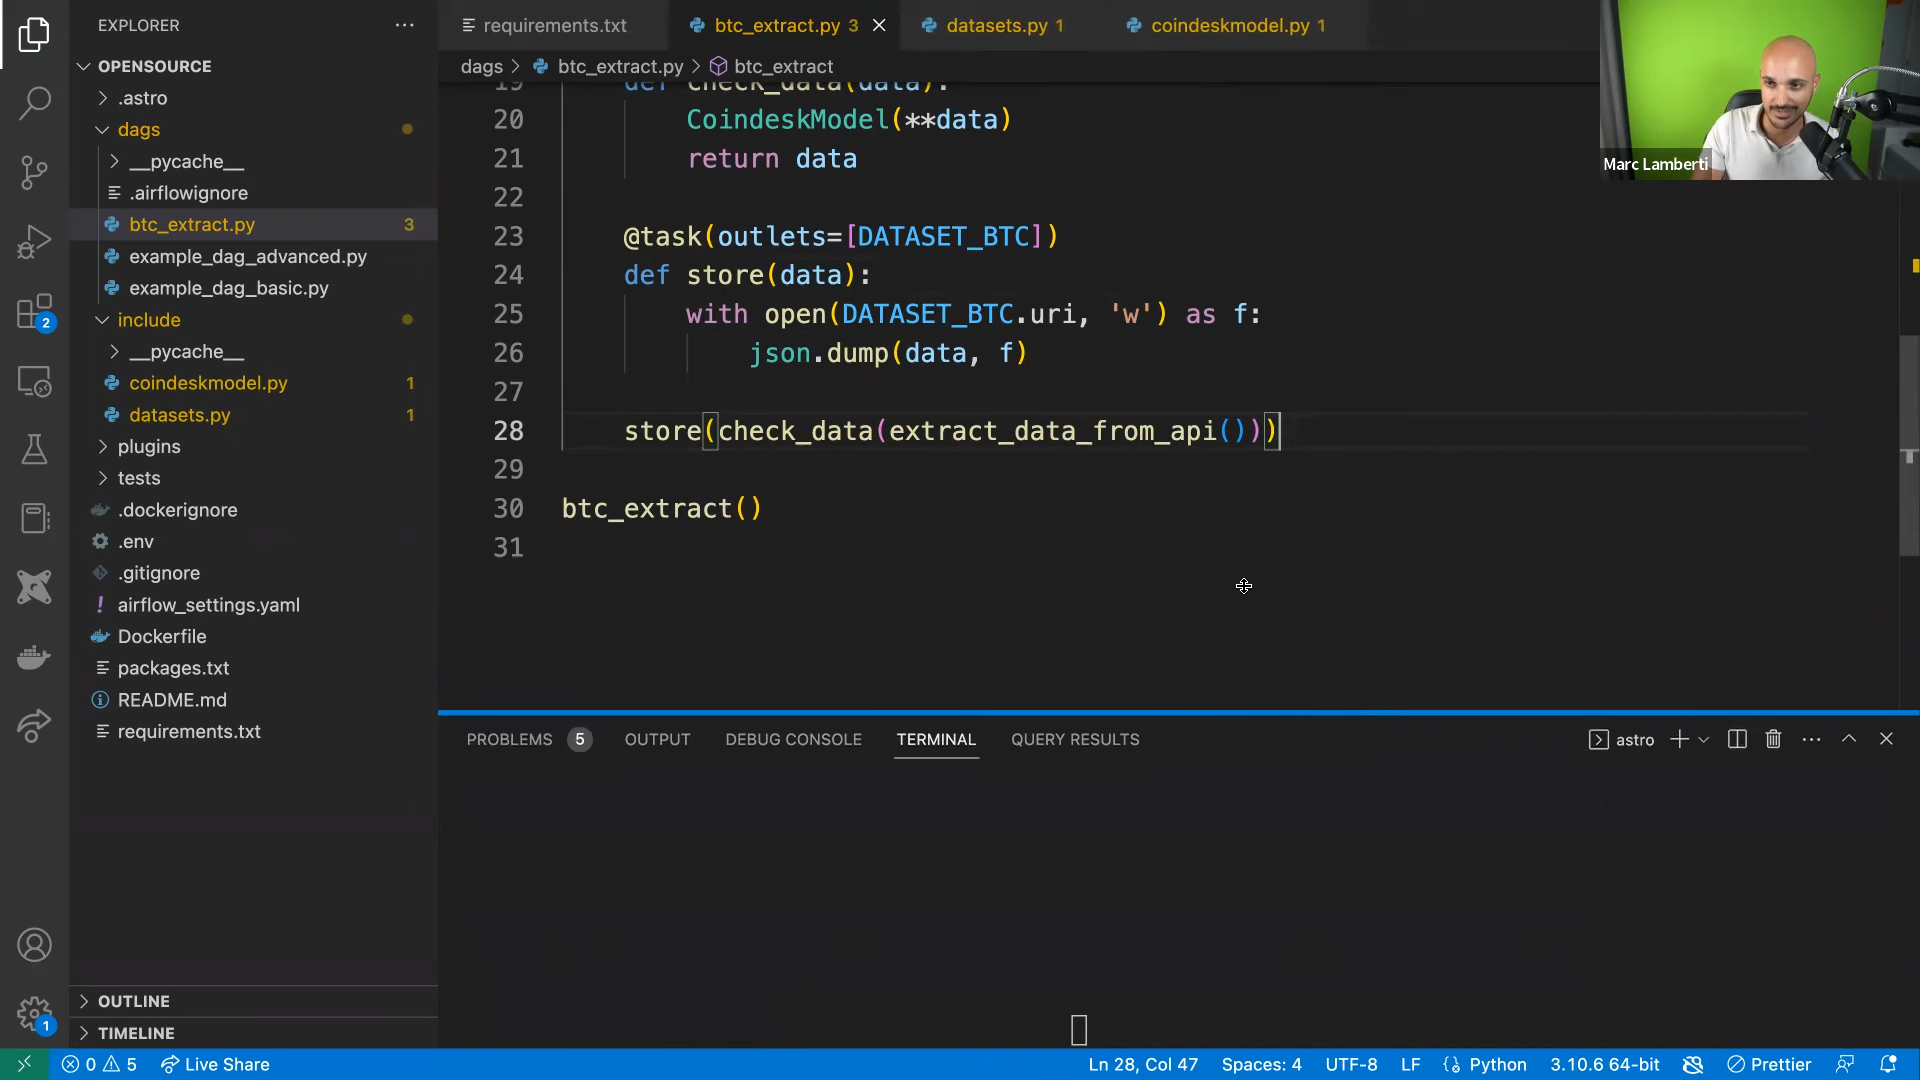 EXPLORER
OPENSOURCE
.astro
dags
__pycache__
.airflowignore
btc_extract.py 3
example_dag_advanced.py
example_dag_basic.py
include
__pycache__
coindeskmodel.py 1
datasets.py 1
plugins
tests
.dockerignore
.env
.gitignore
airflow_settings.yaml
Dockerfile
packages.txt
README.md
requirements.txt
OUTLINE
TIMELINE
2
1
requirements.txt btc_extract.py 3 datasets.py 1 coindeskmodel.py 1
dags > btc_extract.py > btc_extract
19 def check_data(data):
20 CoindeskModel(**data)
21 return data
22
23 @task(outlets=[DATASET_BTC])
24 def store(data):
25 with open(DATASET_BTC.uri, 'w') as f:
26 json.dump(data, f)
27
28 store(check_data(extract_data_from_api()))
29
30 btc_extract()
31
Marc Lamberti
PROBLEMS 5 OUTPUT DEBUG CONSOLE TERMINAL QUERY RESULTS astro
0 5 Live Share Ln 28, Col 47 Spaces: 4 UTF-8 LF Python 3.10.6 64-bit Prettier